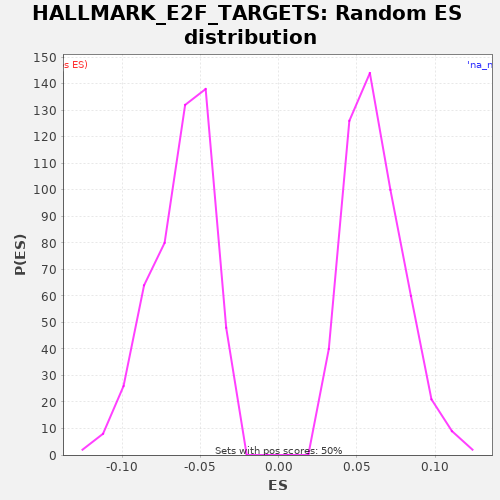 HALLMARK_E2F_TARGETS: Random ES
distribution
s ES)
'na_n
150
140
130
120
110
100
90
80
70
60
50
40
30
20
10
0
P(ES)
Sets with pos scores: 50%
-0.10 -0.05 0.00 0.05 0.10
ES